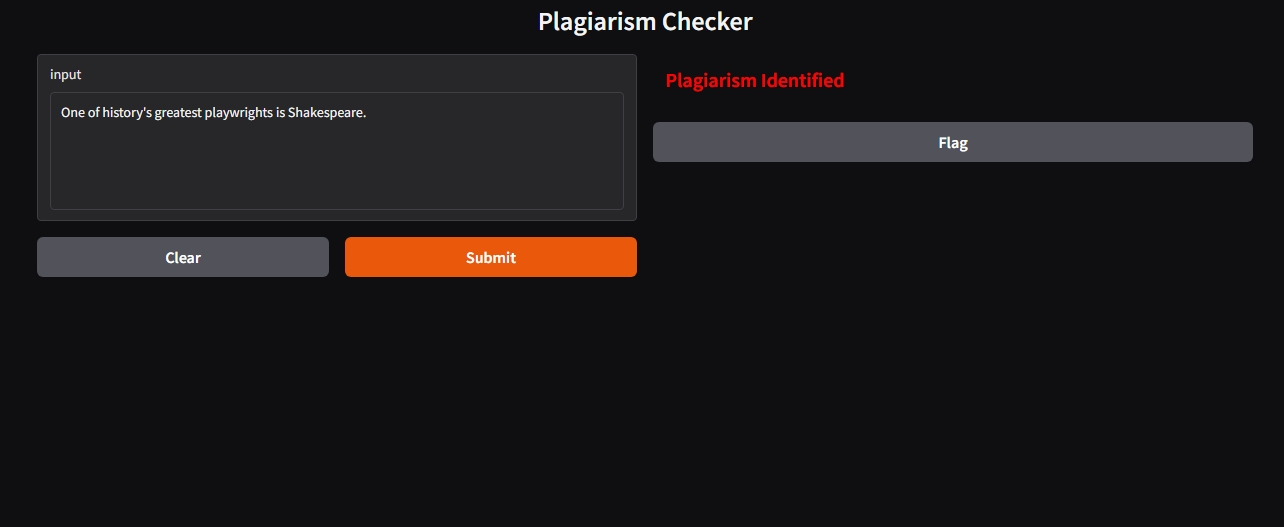 Plagiarism Checker
input
One of history's greatest playwrights is Shakespeare.
Clear
Submit
Plagiarism Identified
Flag